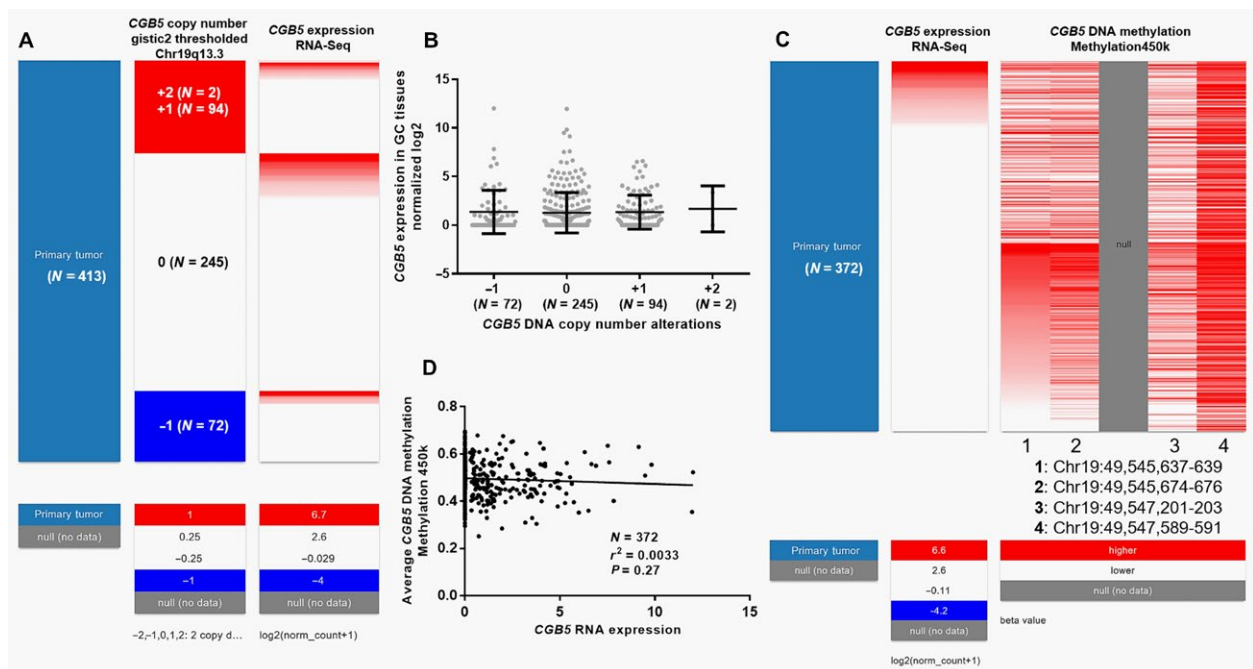 A
CGB5 copy number
gistic2 thresholded
Chr19q13.3
CGB5 expression
RNA-Seq
Primary tumor
(N = 413)
+2 (N = 2)
+1 (N = 94)
0 (N = 245)
−1 (N = 72)
Primary tumor
null (no data)
1
0.25
−0.25
−1
null (no data)
−2,−1,0,1,2: 2 copy d...
6.7
2.6
−0.029
−4
null (no data)
log2(norm_count+1)
B
CGB5 expression in GC tissues
normalized log2
15
10
5
0
−5
−1 0 +1 +2
(N = 72) (N = 245) (N = 94) (N = 2)
CGB5 DNA copy number alterations
D
Average CGB5 DNA methylation
Methylation 450k
0.8
0.6
0.4
0.2
0.0
N = 372
r² = 0.0033
P = 0.27
0 5 10 15
CGB5 RNA expression
C
CGB5 expression
RNA-Seq
CGB5 DNA methylation
Methylation450k
Primary tumor
(N = 372)
null
1 2 3 4
1: Chr19:49,545,637-639
2: Chr19:49,545,674-676
3: Chr19:49,547,201-203
4: Chr19:49,547,589-591
Primary tumor
null (no data)
6.6
2.6
−0.11
−4.2
null (no data)
log2(norm_count+1)
higher
lower
null (no data)
beta value